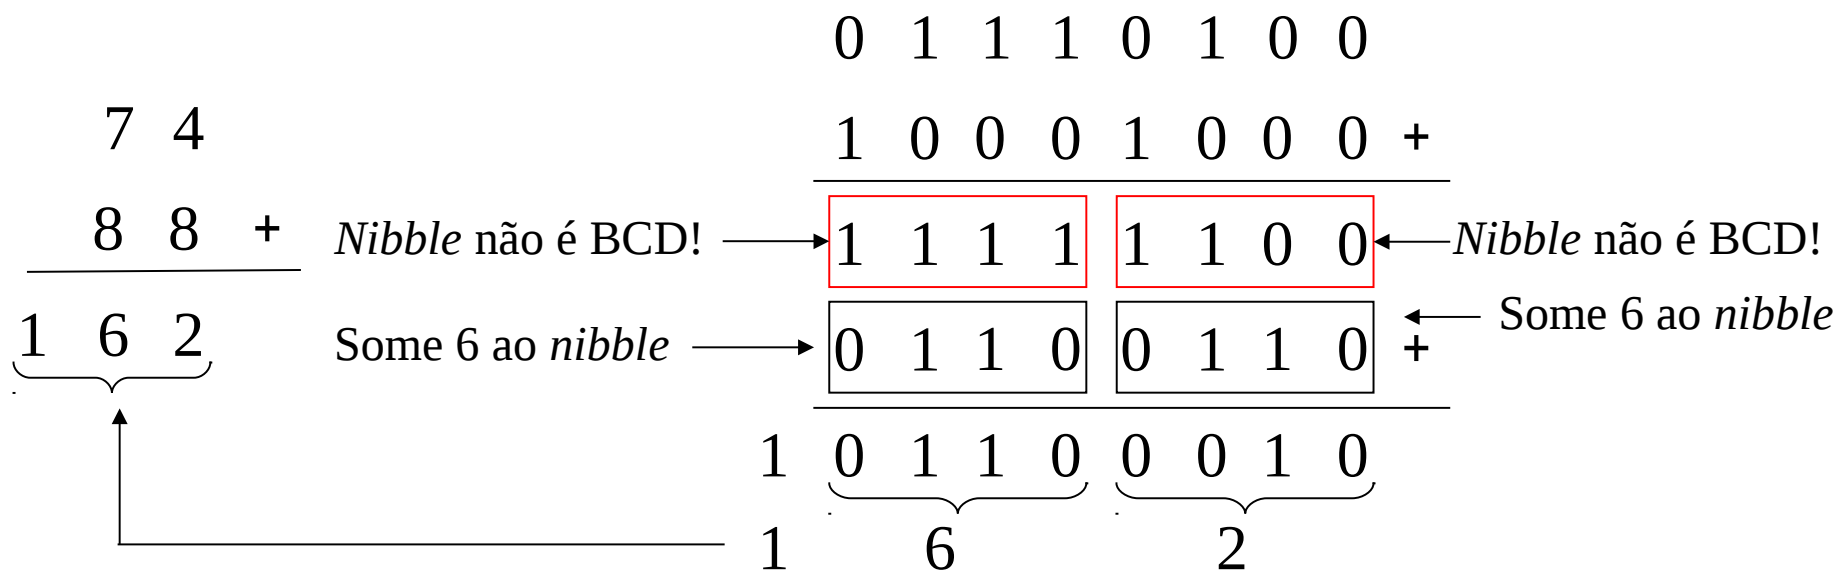 0 1 1 1 0 1 0 0
7 4
1 0 0 0 1 0 0 0 +
8 8 +
Nibble não é BCD!
1 1 1 1 1 1 0 0
Nibble não é BCD!
1 6 2
Some 6 ao nibble
0 1 1 0 0 1 1 0 +
Some 6 ao nibble
1 0 1 1 0 0 0 1 0
1 6 2